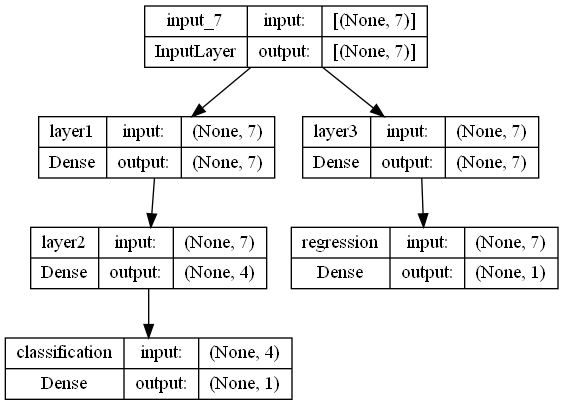 input_7 input: [(None, 7)]
InputLayer output: [(None, 7)]
layer1 input: (None, 7)
Dense output: (None, 7)
layer3 input: (None, 7)
Dense output: (None, 7)
layer2 input: (None, 7)
Dense output: (None, 4)
regression input: (None, 7)
Dense output: (None, 1)
classification input: (None, 4)
Dense output: (None, 1)